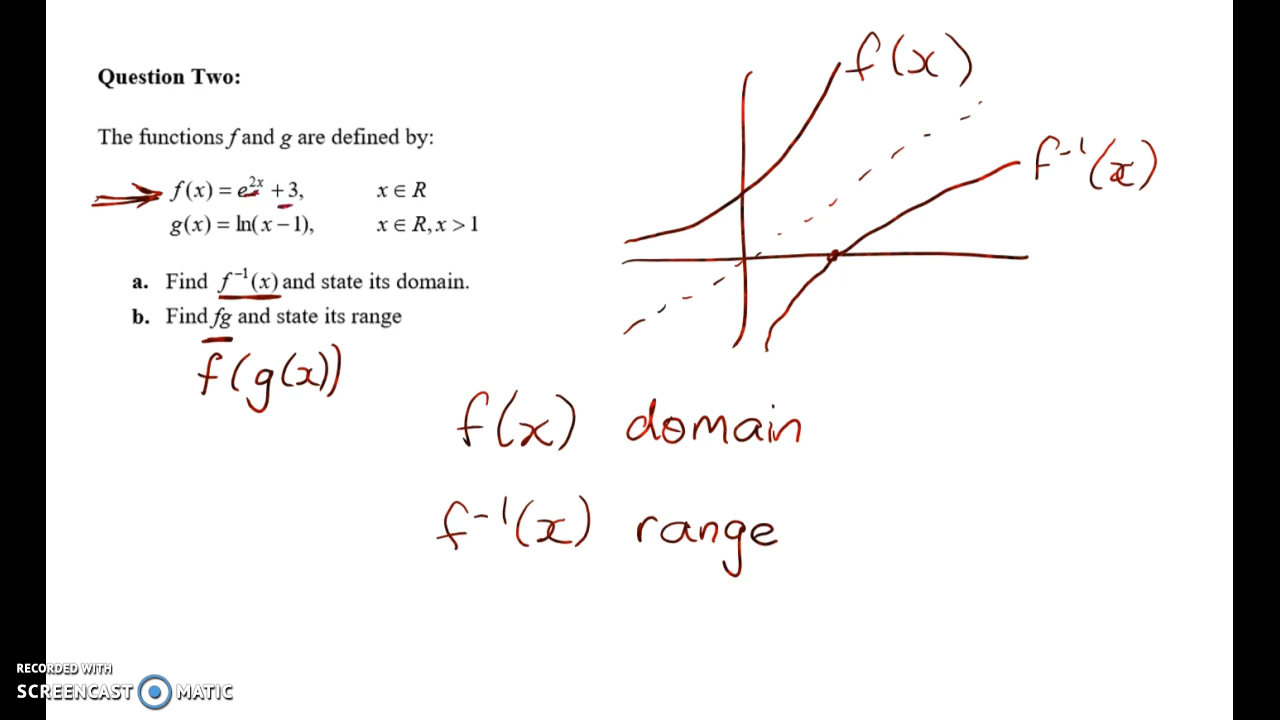 Question Two:
The functions f and g are defined by:
f(x) = e^{2x} + 3, x ∈ R
g(x) = ln(x − 1), x ∈ R, x > 1
a. Find f⁻¹(x) and state its domain.
b. Find fg and state its range
f(g(x))
f(x)
f⁻¹(x)
f(x) domain
f⁻¹(x) range
RECORDED WITH
SCREENCAST MATIC